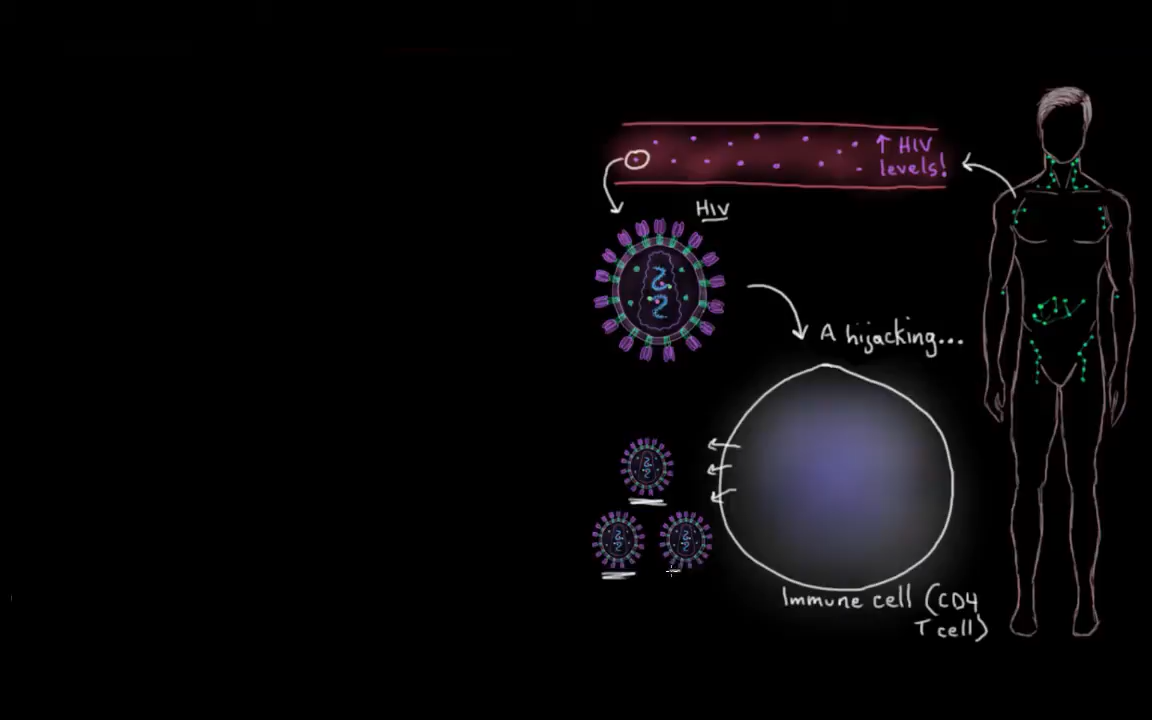 ↑ HIV
levels!
HIV
A hijacking...
Immune cell (CD4
T cell)